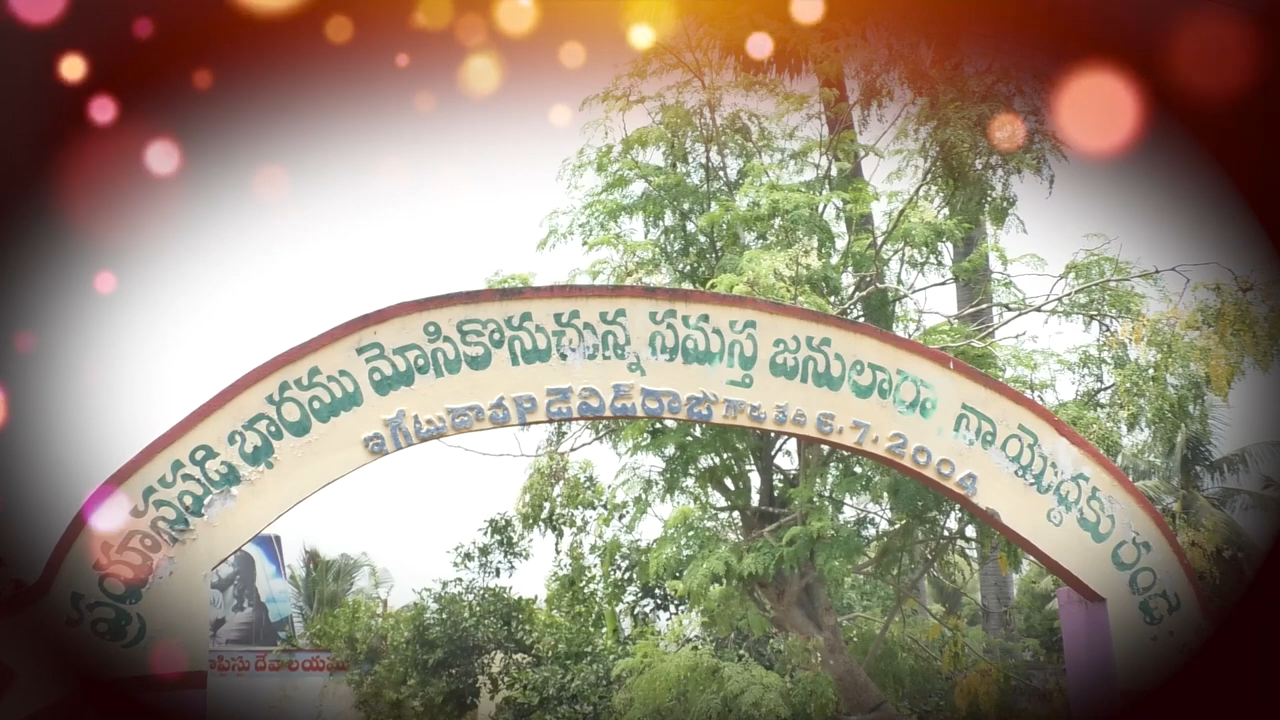 ప్రయాసపడి భారము మోసికొనుచున్న సమస్త జనులారా నాయొద్దకు రండి
ఇగేటుదాత P డేవిడ్‌రాజు గారు తేది 6.7.2004
దేవాలయము